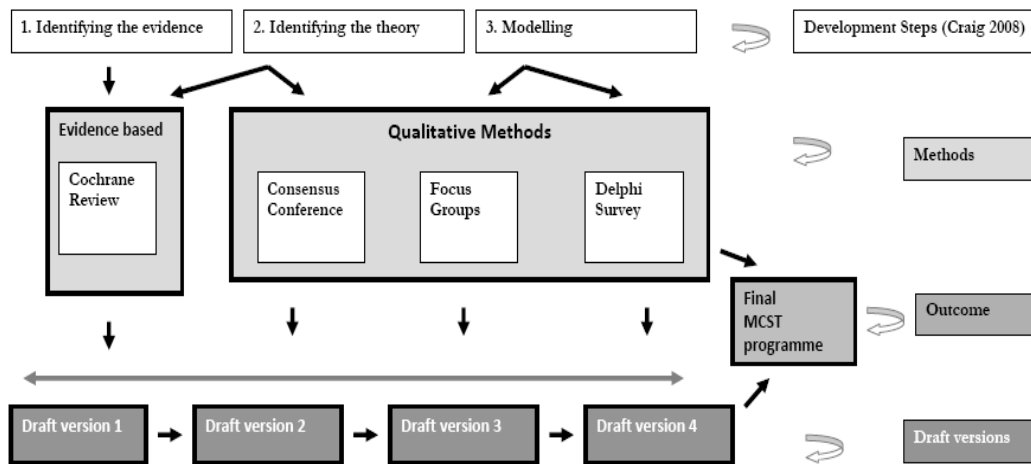 1. Identifying the evidence
2. Identifying the theory
3. Modelling
Development Steps (Craig 2008)
Evidence based
Qualitative Methods
Methods
Cochrane
Review
Consensus
Conference
Focus
Groups
Delphi
Survey
Final
MCST
programme
Outcome
Draft version 1
Draft version 2
Draft version 3
Draft version 4
Draft versions